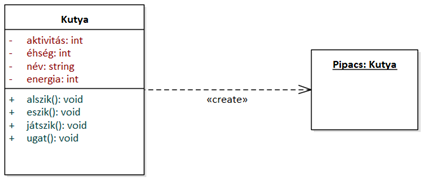 Kutya
- aktivitás: int
- éhség: int
- név: string
- energia: int
+ alszik(): void
+ eszik(): void
+ játszik(): void
+ ugat(): void
«create»
Pipacs: Kutya